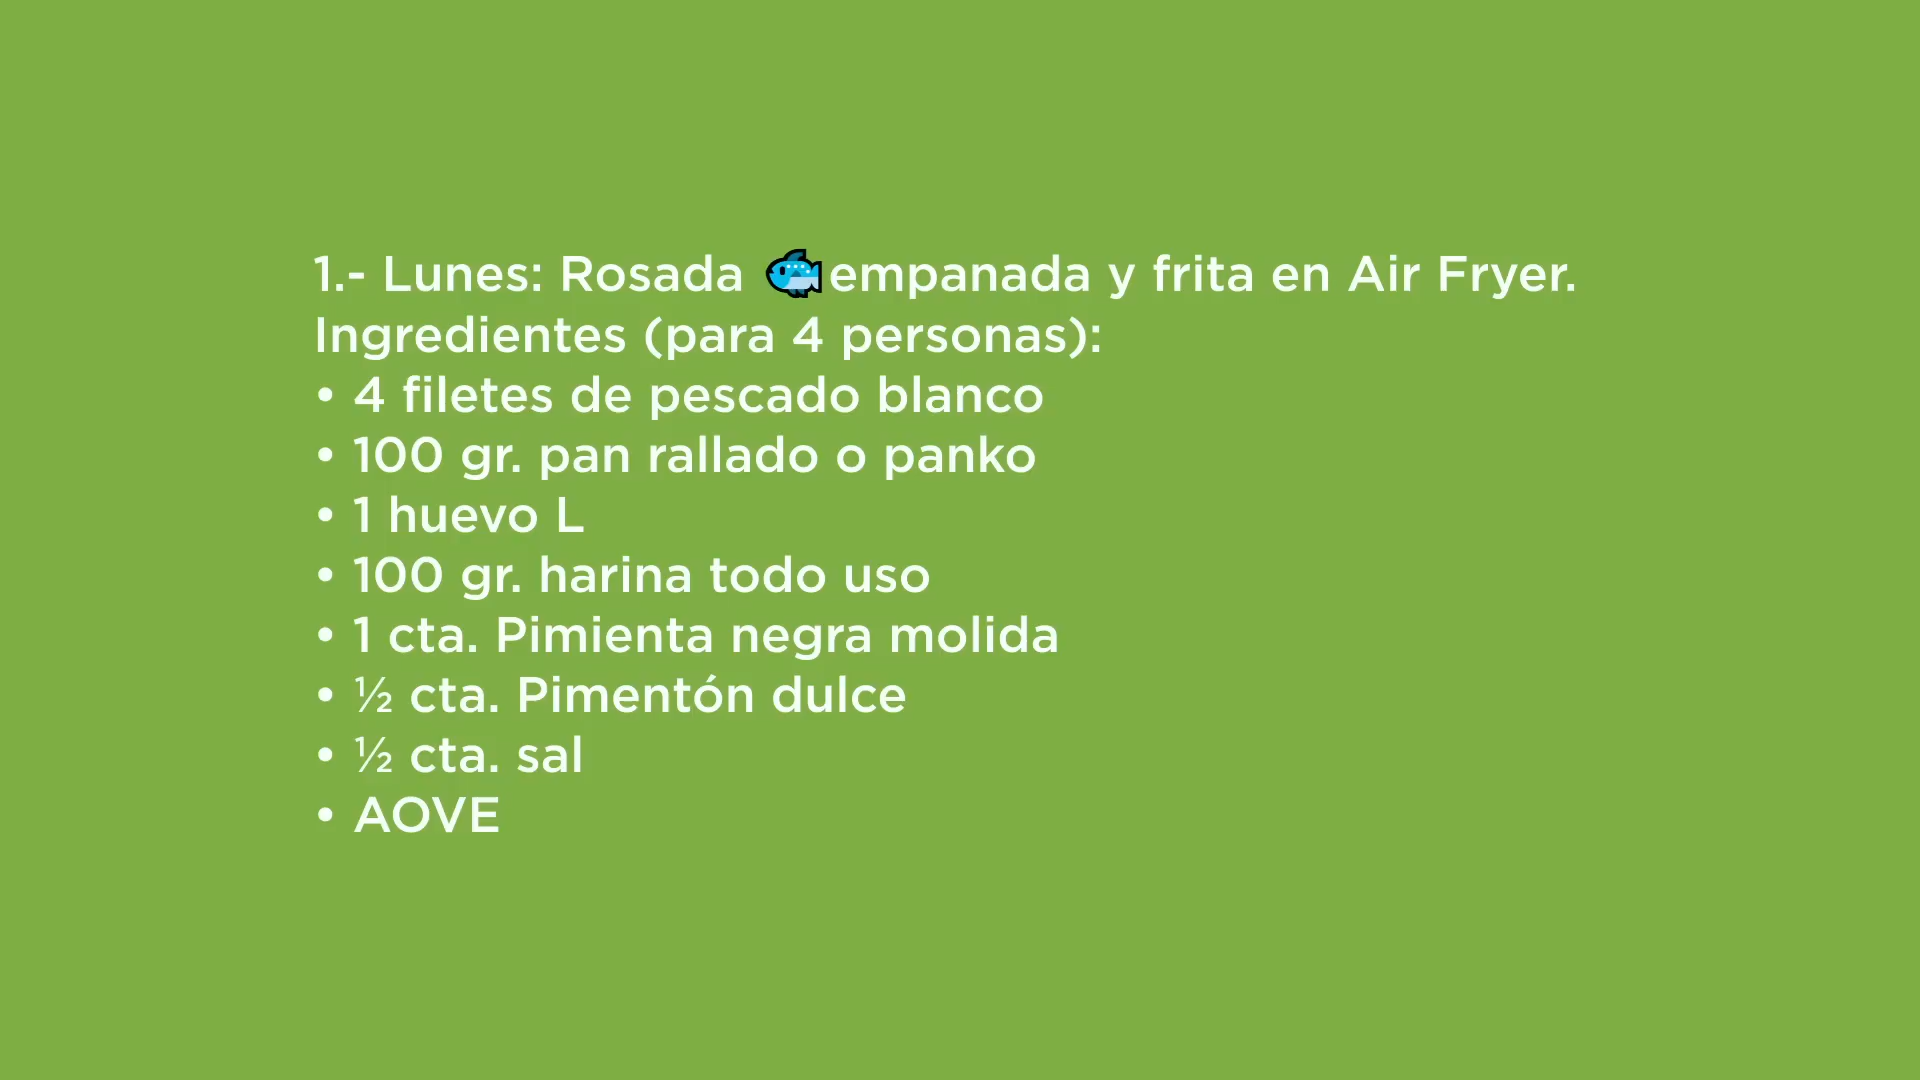 1.- Lunes: Rosada 🐟empanada y frita en Air Fryer.
Ingredientes (para 4 personas):
• 4 filetes de pescado blanco
• 100 gr. pan rallado o panko
• 1 huevo L
• 100 gr. harina todo uso
• 1 cta. Pimienta negra molida
• ½ cta. Pimentón dulce
• ½ cta. sal
• AOVE